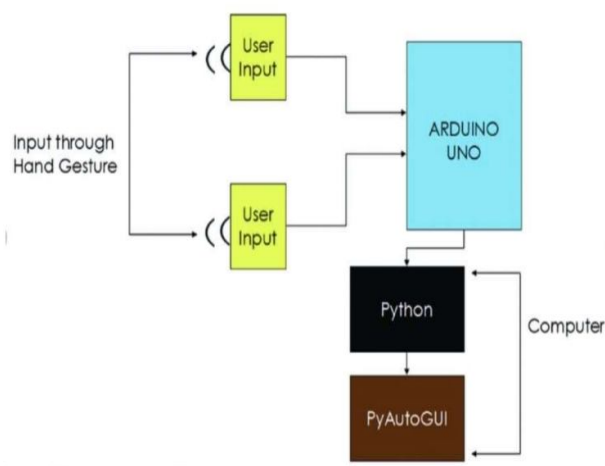 User
Input
Input through
Hand Gesture
User
Input
ARDUINO
UNO
Python
PyAutoGUI
Computer